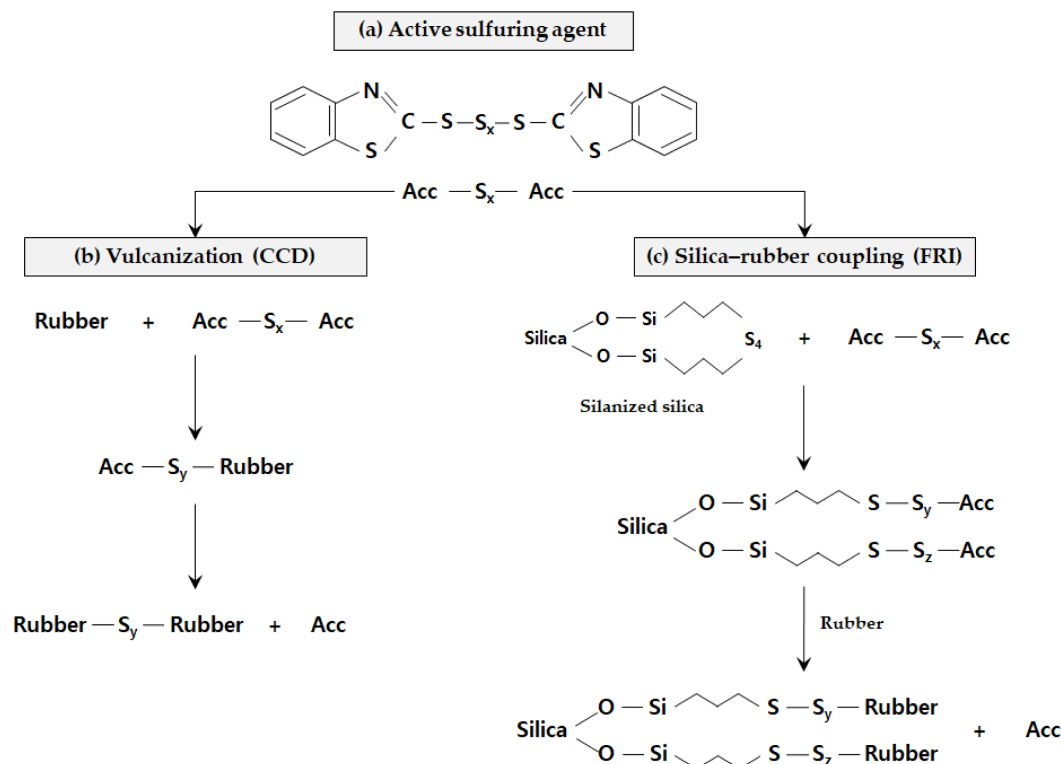 (a) Active sulfuring agent
N N
C — S — Sx — S — C
S S
Acc — Sx — Acc
(b) Vulcanization (CCD)
(c) Silica–rubber coupling (FRI)
Rubber + Acc — Sx — Acc
O — Si
Silica S4 + Acc — Sx — Acc
O — Si
Silanized silica
Acc — Sy — Rubber
O — Si S — Sy — Acc
Silica
O — Si S — Sz — Acc
Rubber — Sy — Rubber + Acc
Rubber
O — Si S — Sy — Rubber
Silica + Acc
O — Si S — Sz — Rubber